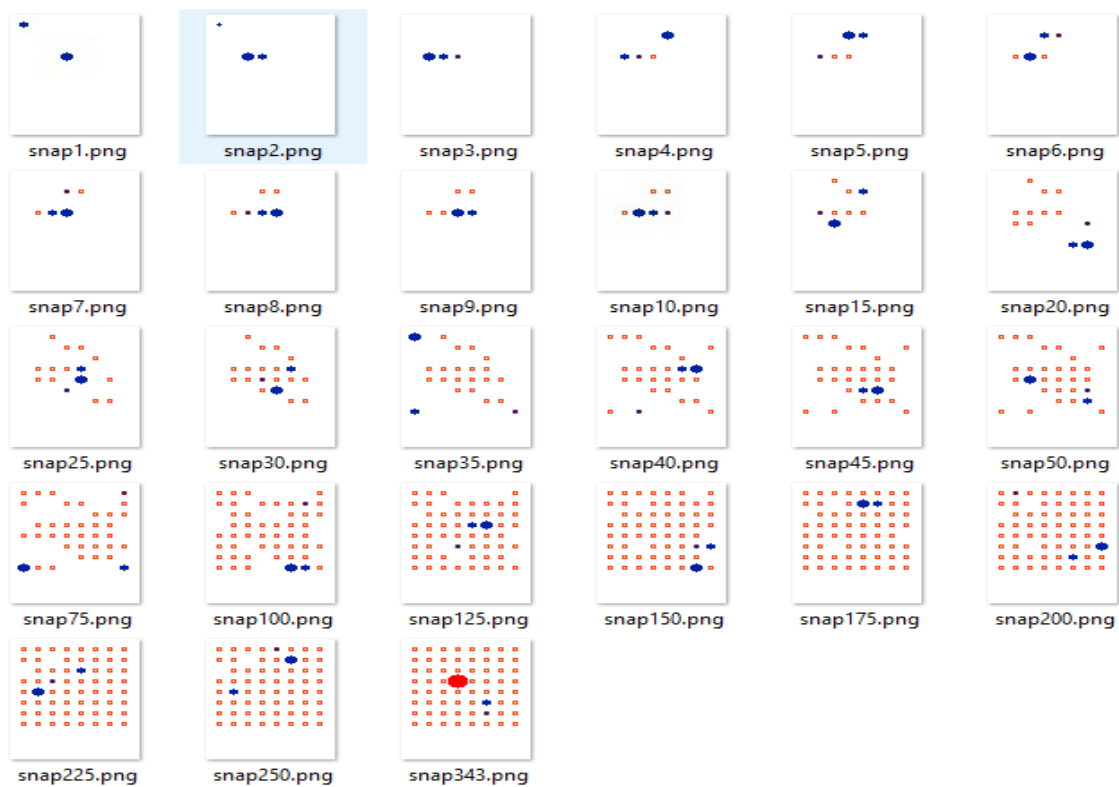 snap1.png snap2.png snap3.png snap4.png snap5.png snap6.png
snap7.png snap8.png snap9.png snap10.png snap15.png snap20.png
snap25.png snap30.png snap35.png snap40.png snap45.png snap50.png
snap75.png snap100.png snap125.png snap150.png snap175.png snap200.png
snap225.png snap250.png snap343.png